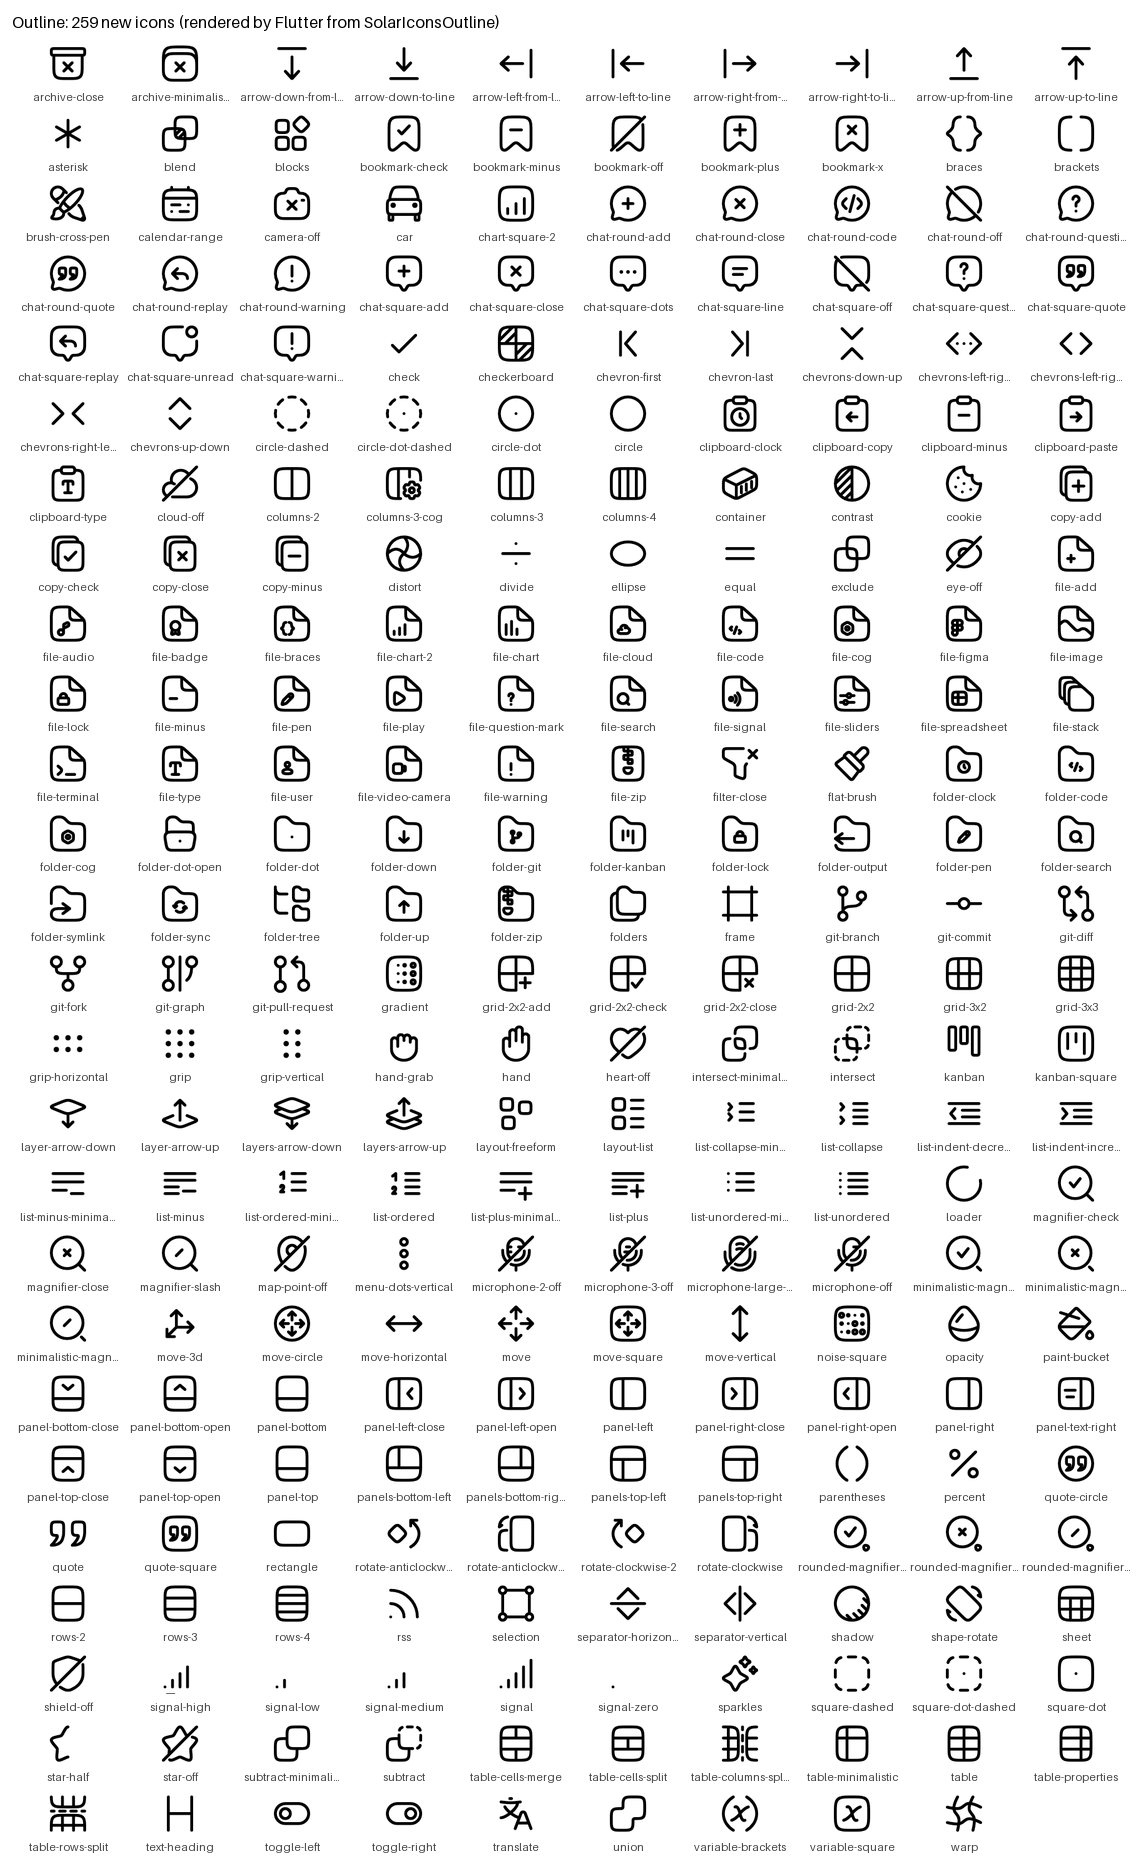 Outline: 259 new icons (rendered by Flutter from SolarIconsOutline)
archive-close archive-minimalis... arrow-down-from-l... arrow-down-to-line arrow-left-from-l... arrow-left-to-line arrow-right-from-... arrow-right-to-li... arrow-up-from-line arrow-up-to-line
asterisk blend blocks bookmark-check bookmark-minus bookmark-off bookmark-plus bookmark-x braces brackets
brush-cross-pen calendar-range camera-off car chart-square-2 chat-round-add chat-round-close chat-round-code chat-round-off chat-round-questi...
chat-round-quote chat-round-replay chat-round-warning chat-square-add chat-square-close chat-square-dots chat-square-line chat-square-off chat-square-quest... chat-square-quote
chat-square-replay chat-square-unread chat-square-warni... check checkerboard chevron-first chevron-last chevrons-down-up chevrons-left-rig... chevrons-left-rig...
chevrons-right-le... chevrons-up-down circle-dashed circle-dot-dashed circle-dot circle clipboard-clock clipboard-copy clipboard-minus clipboard-paste
clipboard-type cloud-off columns-2 columns-3-cog columns-3 columns-4 container contrast cookie copy-add
copy-check copy-close copy-minus distort divide ellipse equal exclude eye-off file-add
file-audio file-badge file-braces file-chart-2 file-chart file-cloud file-code file-cog file-figma file-image
file-lock file-minus file-pen file-play file-question-mark file-search file-signal file-sliders file-spreadsheet file-stack
file-terminal file-type file-user file-video-camera file-warning file-zip filter-close flat-brush folder-clock folder-code
folder-cog folder-dot-open folder-dot folder-down folder-git folder-kanban folder-lock folder-output folder-pen folder-search
folder-symlink folder-sync folder-tree folder-up folder-zip folders frame git-branch git-commit git-diff
git-fork git-graph git-pull-request gradient grid-2x2-add grid-2x2-check grid-2x2-close grid-2x2 grid-3x2 grid-3x3
grip-horizontal grip grip-vertical hand-grab hand heart-off intersect-minimal... intersect kanban kanban-square
layer-arrow-down layer-arrow-up layers-arrow-down layers-arrow-up layout-freeform layout-list list-collapse-min... list-collapse list-indent-decre... list-indent-incre...
list-minus-minima... list-minus list-ordered-mini... list-ordered list-plus-minimal... list-plus list-unordered-mi... list-unordered loader magnifier-check
magnifier-close magnifier-slash map-point-off menu-dots-vertical microphone-2-off microphone-3-off microphone-large-... microphone-off minimalistic-magn... minimalistic-magn...
minimalistic-magn... move-3d move-circle move-horizontal move move-square move-vertical noise-square opacity paint-bucket
panel-bottom-close panel-bottom-open panel-bottom panel-left-close panel-left-open panel-left panel-right-close panel-right-open panel-right panel-text-right
panel-top-close panel-top-open panel-top panels-bottom-left panels-bottom-rig... panels-top-left panels-top-right parentheses percent quote-circle
quote quote-square rectangle rotate-anticlockw... rotate-anticlockw... rotate-clockwise-2 rotate-clockwise rounded-magnifier... rounded-magnifier... rounded-magnifier...
rows-2 rows-3 rows-4 rss selection separator-horizon... separator-vertical shadow shape-rotate sheet
shield-off signal-high signal-low signal-medium signal signal-zero sparkles square-dashed square-dot-dashed square-dot
star-half star-off subtract-minimali... subtract table-cells-merge table-cells-split table-columns-spl... table-minimalistic table table-properties
table-rows-split text-heading toggle-left toggle-right translate union variable-brackets variable-square warp